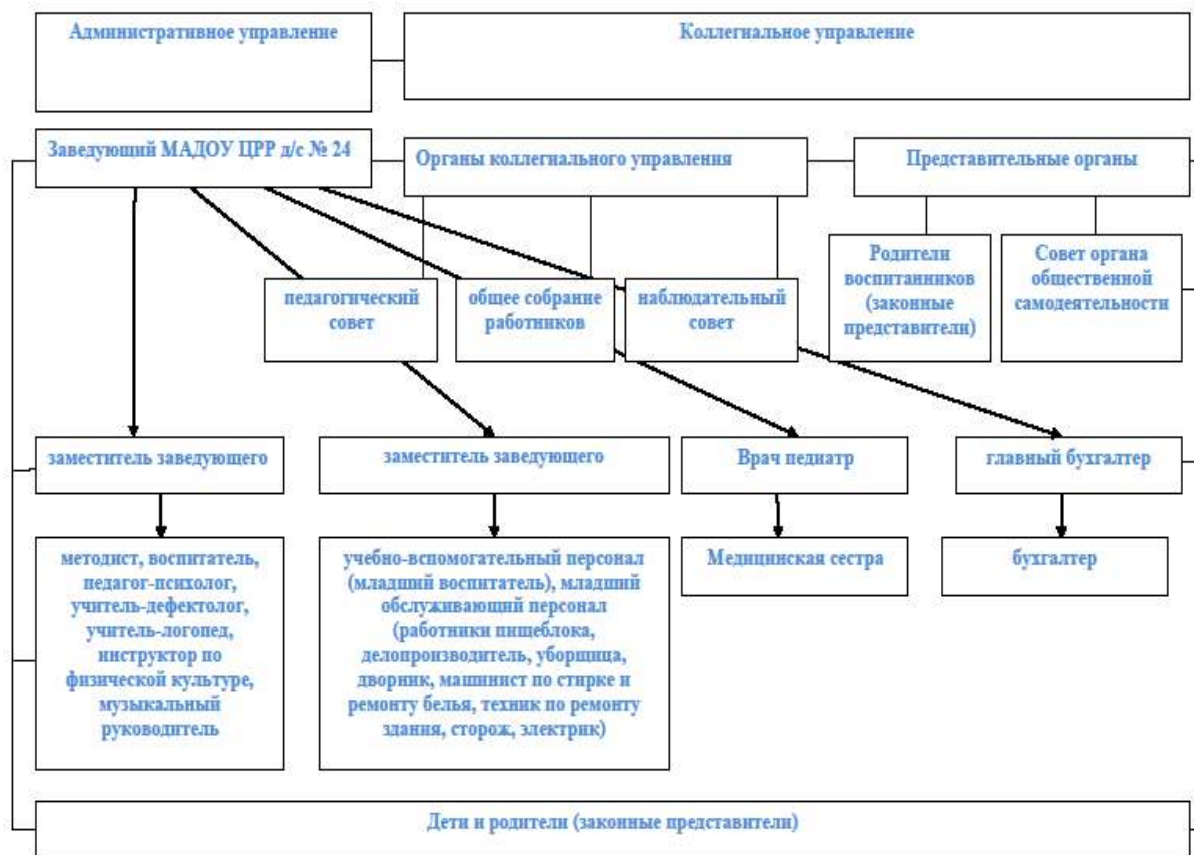 Административное управление
Коллегиальное управление
Заведующий МАДОУ ЦРР д/с № 24
Органы коллегиального управления
Представительные органы
педагогический
совет
общее собрание
работников
наблюдательный
совет
Родители
воспитанников
(законные
представители)
Совет органа
общественной
самодеятельности
заместитель заведующего
заместитель заведующего
Врач педиатр
главный бухгалтер
методист, воспитатель,
педагог-психолог,
учитель-дефектолог,
учитель-логопед,
инструктор по
физической культуре,
музыкальный
руководитель
учебно-вспомогательный персонал
(младший воспитатель), младший
обслуживающий персонал
(работники пищеблока,
делопроизводитель, уборщица,
дворник, машинист по стирке и
ремонту белья, техник по ремонту
здания, сторож, электрик)
Медицинская сестра
бухгалтер
Дети и родители (законные представители)